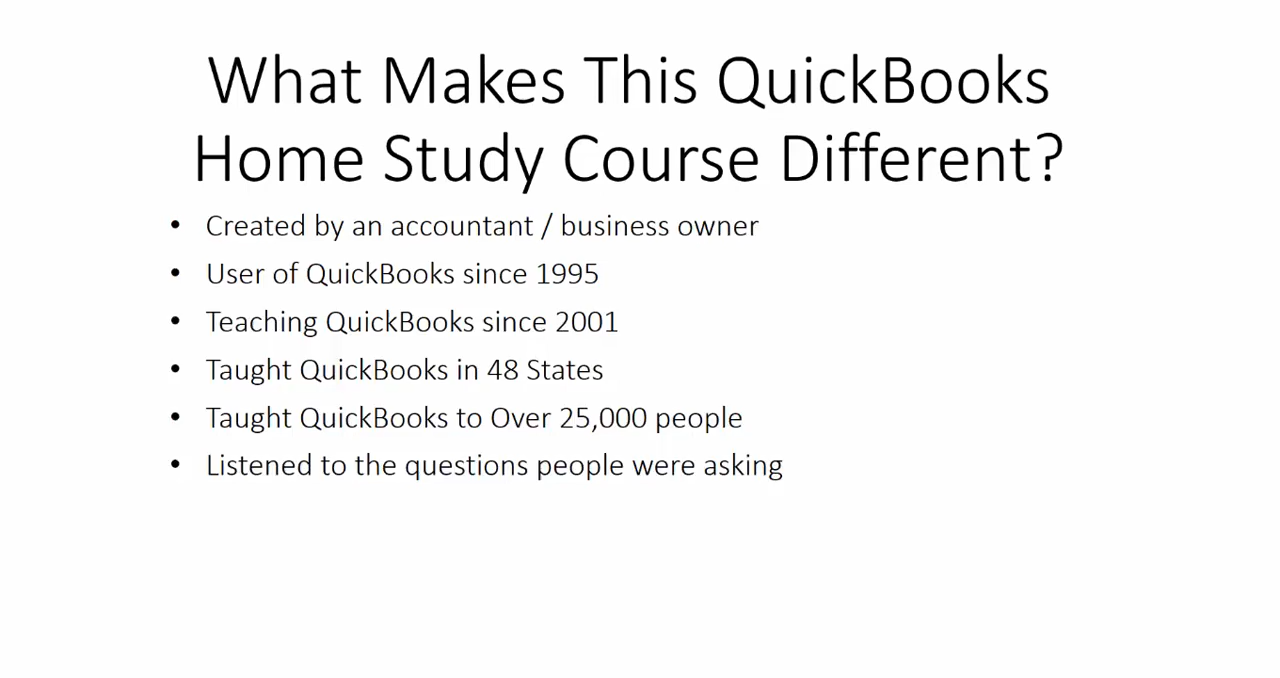 What Makes This QuickBooks
Home Study Course Different?
• Created by an accountant / business owner
• User of QuickBooks since 1995
• Teaching QuickBooks since 2001
• Taught QuickBooks in 48 States
• Taught QuickBooks to Over 25,000 people
• Listened to the questions people were asking